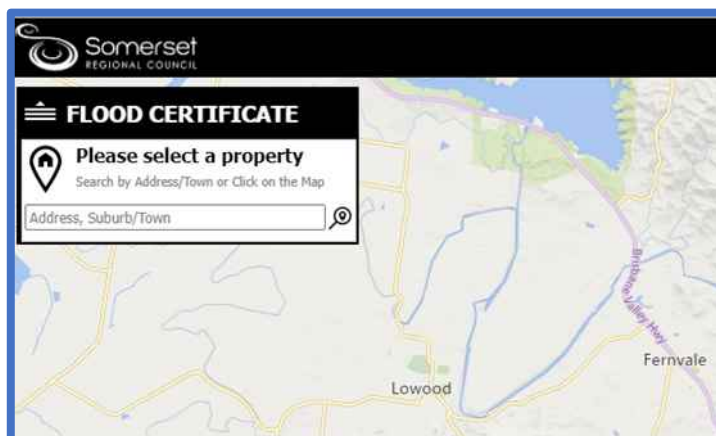 Somerset
REGIONAL COUNCIL
FLOOD CERTIFICATE
Please select a property
Search by Address/Town or Click on the Map
Address, Suburb/Town
Brisbane Valley Hwy
Fernvale
Lowood